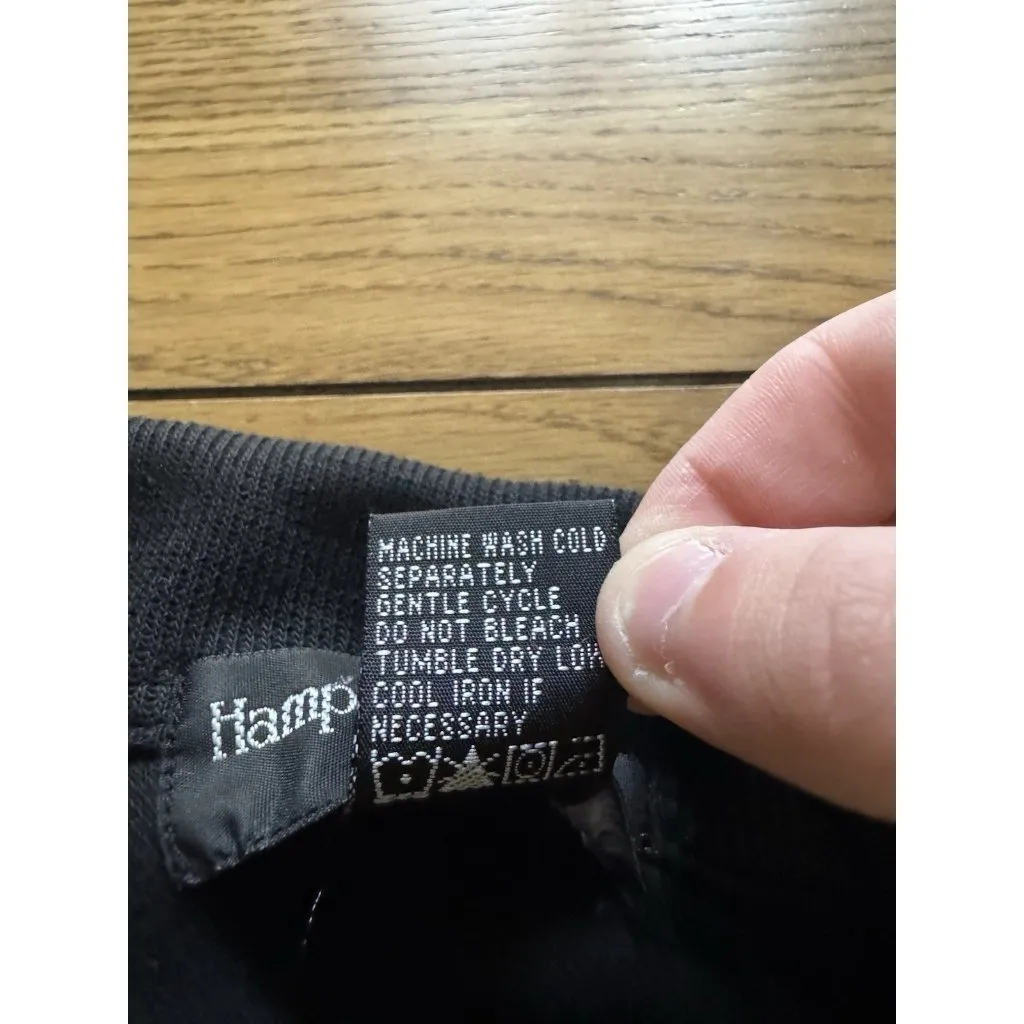 MACHINE WASH COLD
SEPARATELY
GENTLE CYCLE
DO NOT BLEACH
TUMBLE DRY LOW
COOL IRON IF
NECESSARY
Hamp